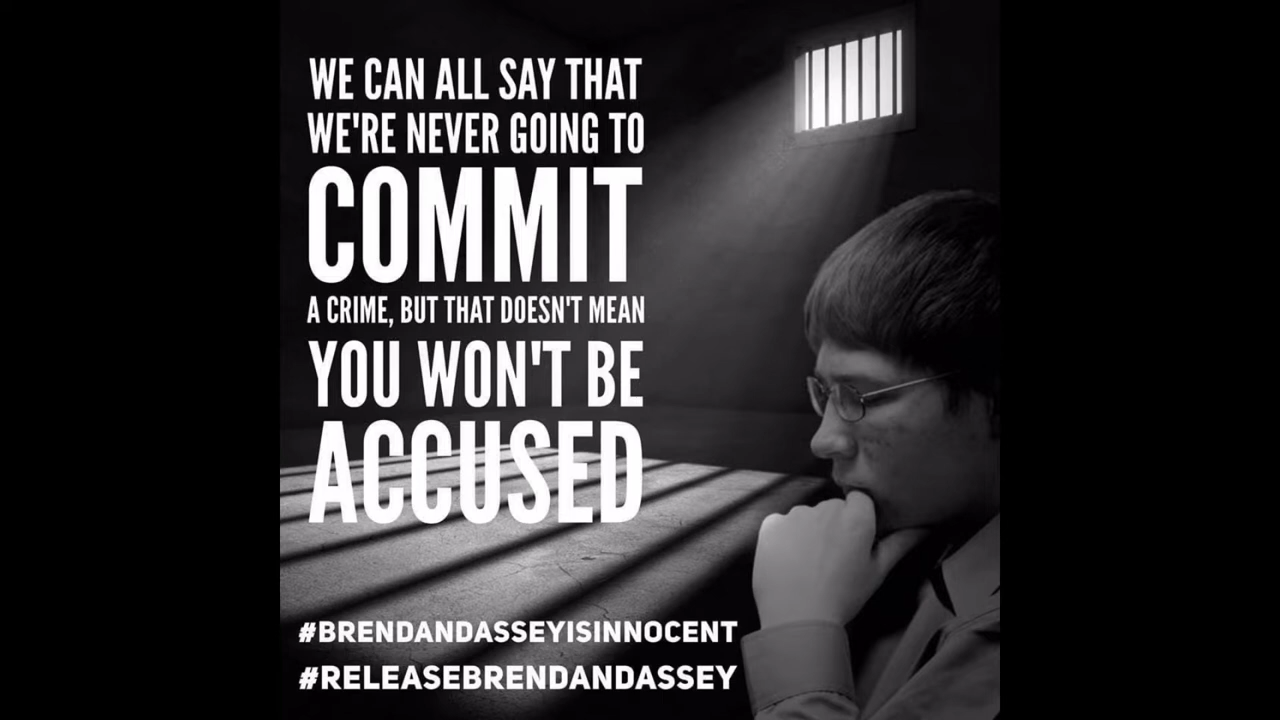 WE CAN ALL SAY THAT
WE'RE NEVER GOING TO
COMMIT
A CRIME, BUT THAT DOESN'T MEAN
YOU WON'T BE
ACCUSED
#BRENDANDASSEYISINNOCENT
#RELEASEBRENDANDASSEY